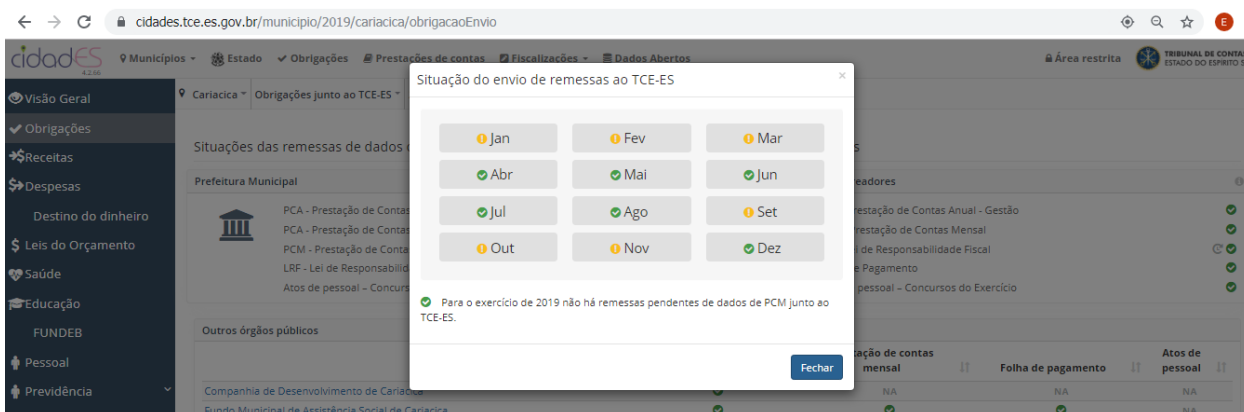 cidades.tce.es.gov.br/municipio/2019/cariacica/obrigacaoEnvio
E
cidadES
4.2.66
Municípios
Estado
Obrigações
Prestações de contas
Fiscalizações
Dados Abertos
Área restrita
TRIBUNAL DE CONTA
ESTADO DO ESPÍRITO S
Visão Geral
Obrigações
Receitas
Despesas
Destino do dinheiro
Leis do Orçamento
Saúde
Educação
FUNDEB
Pessoal
Previdência
Cariacica
Obrigações junto ao TCE-ES
Situações das remessas de dados
Prefeitura Municipal
PCA - Prestação de Contas
PCA - Prestação de Contas
PCM - Prestação de Conta
LRF - Lei de Responsabilid
Atos de pessoal – Concurs
Situação do envio de remessas ao TCE-ES
×
Jan Fev Mar
Abr Mai Jun
Jul Ago Set
Out Nov Dez
Para o exercício de 2019 não há remessas pendentes de dados de PCM junto ao
TCE-ES.
Fechar
s
readores
restação de Contas Anual - Gestão
Prestação de Contas Mensal
i de Responsabilidade Fiscal
e Pagamento
pessoal – Concursos do Exercício
Outros órgãos públicos
tação de contas
mensal
Folha de pagamento
Atos de
pessoal
Companhia de Desenvolvimento de Cariacica
NA NA NA
Fundo Municipal de Assistência Social de Cariacica
NA